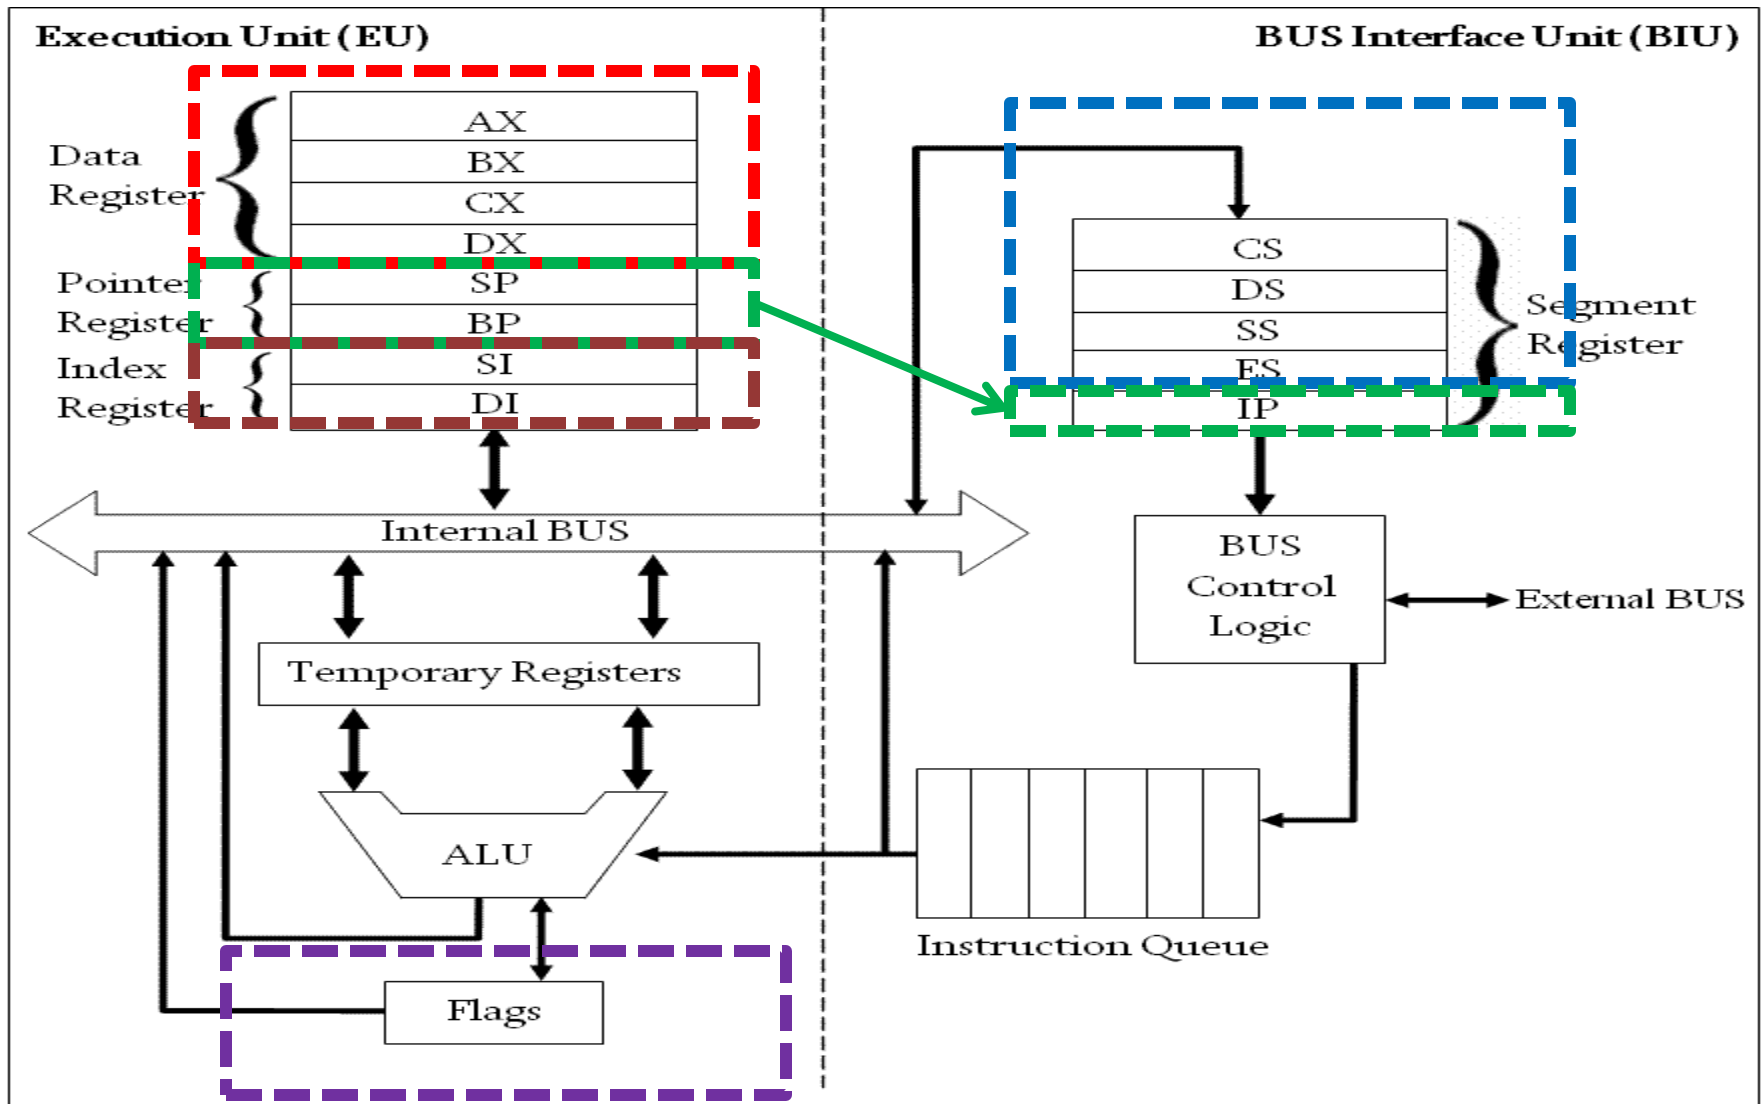 Execution Unit (EU)
BUS Interface Unit (BIU)
Data
Register
AX
BX
CX
DX
Pointer
Register
SP
BP
Index
Register
SI
DI
CS
DS
SS
ES
IP
Segment
Register
Internal BUS
BUS
Control
Logic
External BUS
Temporary Registers
ALU
Instruction Queue
Flags